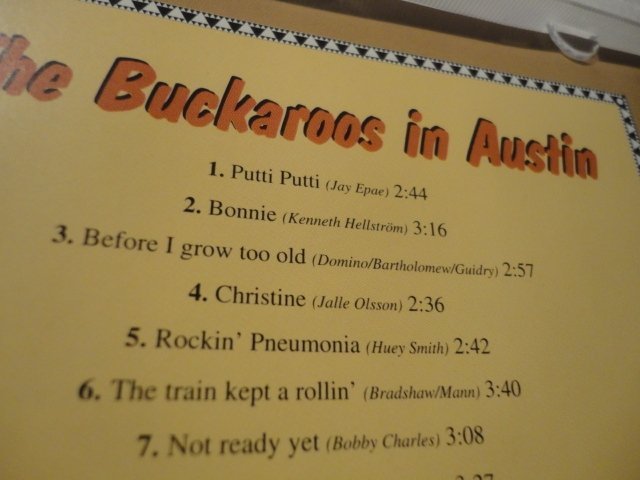 The Buckaroos in Austin
1. Putti Putti (Jay Epae) 2:44
2. Bonnie (Kenneth Hellström) 3:16
3. Before I grow too old (Domino/Bartholomew/Guidry) 2:57
4. Christine (Jalle Olsson) 2:36
5. Rockin' Pneumonia (Huey Smith) 2:42
6. The train kept a rollin' (Bradshaw/Mann) 3:40
7. Not ready yet (Bobby Charles) 3:08